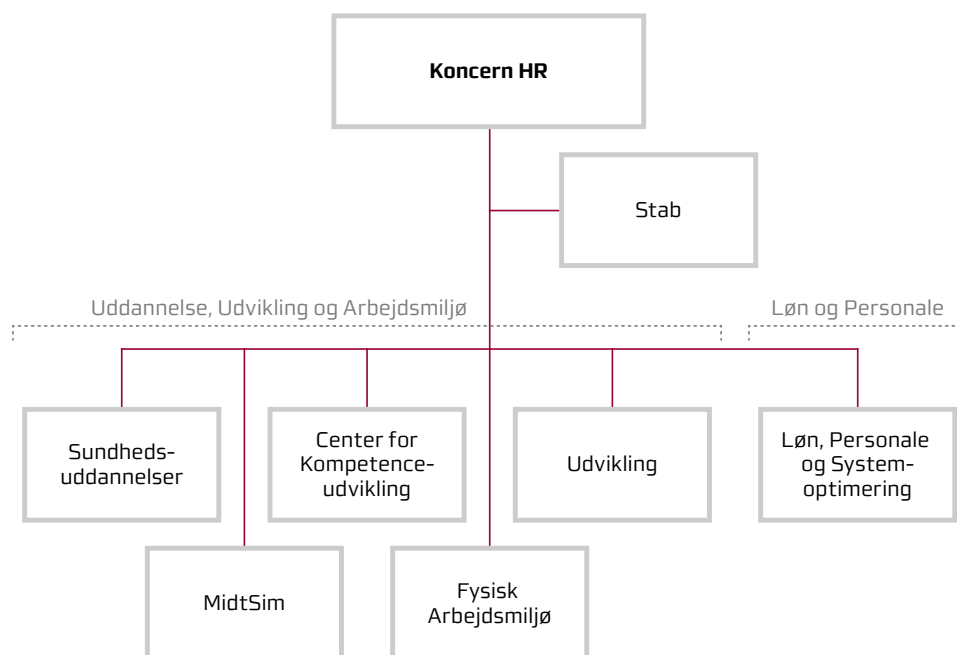 Koncern HR
Stab
Uddannelse, Udvikling og Arbejdsmiljø
Løn og Personale
Sundheds-
uddannelser
Center for
Kompetence-
udvikling
Udvikling
Løn, Personale
og System-
optimering
MidtSim
Fysisk
Arbejdsmiljø